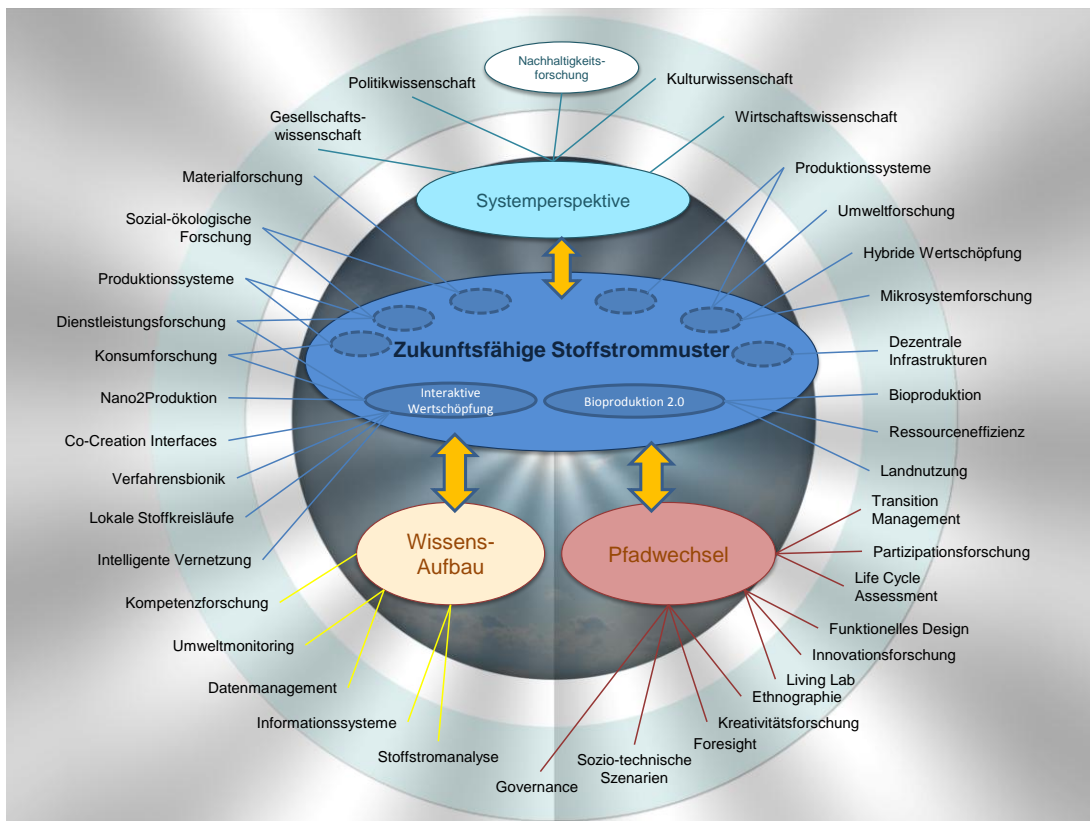 Nachhaltigkeits-
forschung
Politikwissenschaft
Kulturwissenschaft
Gesellschafts-
wissenschaft
Wirtschaftswissenschaft
Materialforschung
Produktionssysteme
Systemperspektive
Sozial-ökologische
Forschung
Umweltforschung
Hybride Wertschöpfung
Produktionssysteme
Mikrosystemforschung
Dienstleistungsforschung
Zukunftsfähige Stoffstrommuster
Dezentrale
Infrastrukturen
Konsumforschung
Nano2Produktion
Interaktive
Wertschöpfung
Bioproduktion 2.0
Bioproduktion
Co-Creation Interfaces
Ressourceneffizienz
Verfahrensbionik
Landnutzung
Lokale Stoffkreisläufe
Transition
Management
Intelligente Vernetzung
Wissens-
Aufbau
Pfadwechsel
Partizipationsforschung
Kompetenzforschung
Life Cycle
Assessment
Umweltmonitoring
Funktionelles Design
Innovationsforschung
Datenmanagement
Living Lab
Ethnographie
Informationssysteme
Kreativitätsforschung
Stoffstromanalyse
Foresight
Sozio-technische
Szenarien
Governance